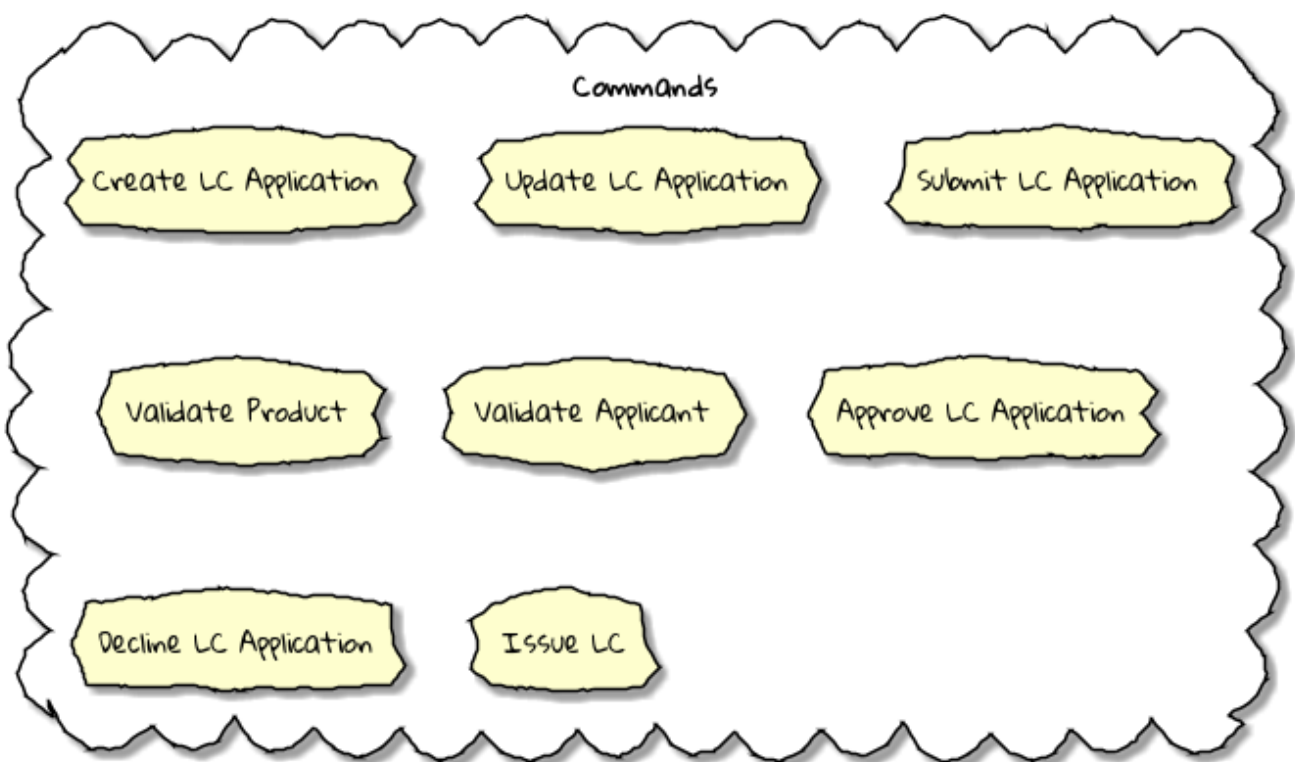 Commands
Create LC Application
Update LC Application
Submit LC Application
Validate Product
Validate Applicant
Approve LC Application
Decline LC Application
Issue LC